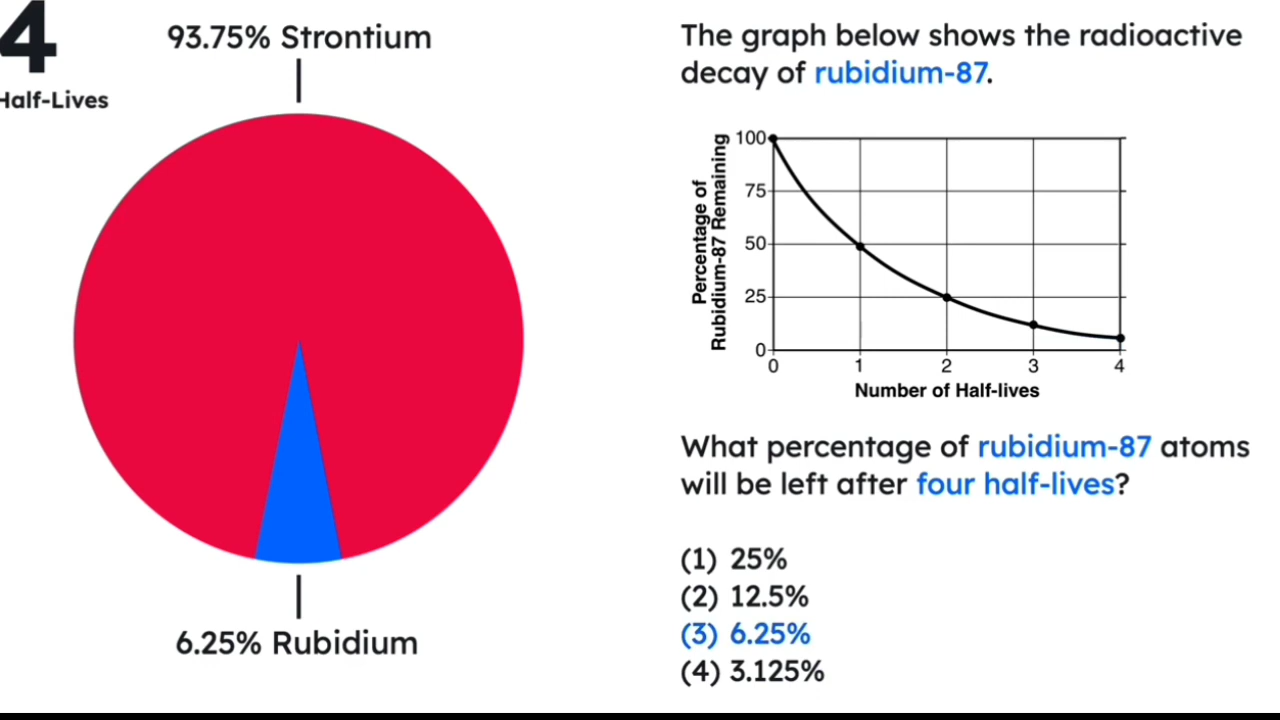 4
Half-Lives
93.75% Strontium
6.25% Rubidium
The graph below shows the radioactive
decay of rubidium-87.
Percentage of
Rubidium-87 Remaining
100
75
50
25
0
0 1 2 3 4
Number of Half-lives
What percentage of rubidium-87 atoms
will be left after four half-lives?
(1) 25%
(2) 12.5%
(3) 6.25%
(4) 3.125%